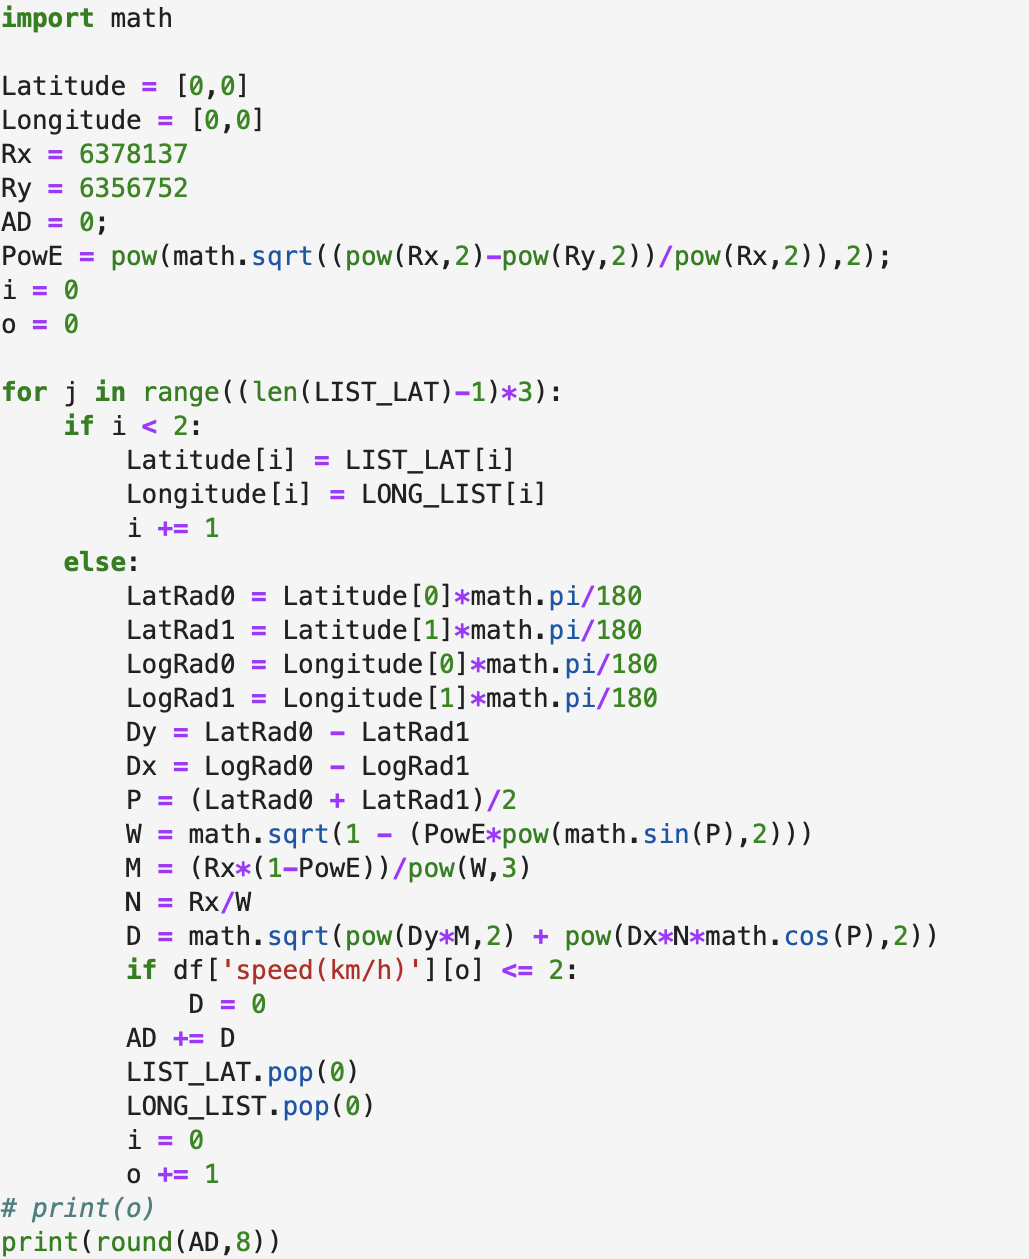 import math

Latitude = [0,0]
Longitude = [0,0]
Rx = 6378137
Ry = 6356752
AD = 0;
PowE = pow(math.sqrt((pow(Rx,2)-pow(Ry,2))/pow(Rx,2)),2);
i = 0
o = 0

for j in range((len(LIST_LAT)-1)*3):
    if i < 2:
        Latitude[i] = LIST_LAT[i]
        Longitude[i] = LONG_LIST[i]
        i += 1
    else:
        LatRad0 = Latitude[0]*math.pi/180
        LatRad1 = Latitude[1]*math.pi/180
        LogRad0 = Longitude[0]*math.pi/180
        LogRad1 = Longitude[1]*math.pi/180
        Dy = LatRad0 - LatRad1
        Dx = LogRad0 - LogRad1
        P = (LatRad0 + LatRad1)/2
        W = math.sqrt(1 - (PowE*pow(math.sin(P),2)))
        M = (Rx*(1-PowE))/pow(W,3)
        N = Rx/W
        D = math.sqrt(pow(Dy*M,2) + pow(Dx*N*math.cos(P),2))
        if df['speed(km/h)'][o] <= 2:
            D = 0
        AD += D
        LIST_LAT.pop(0)
        LONG_LIST.pop(0)
        i = 0
        o += 1
# print(o)
print(round(AD,8))